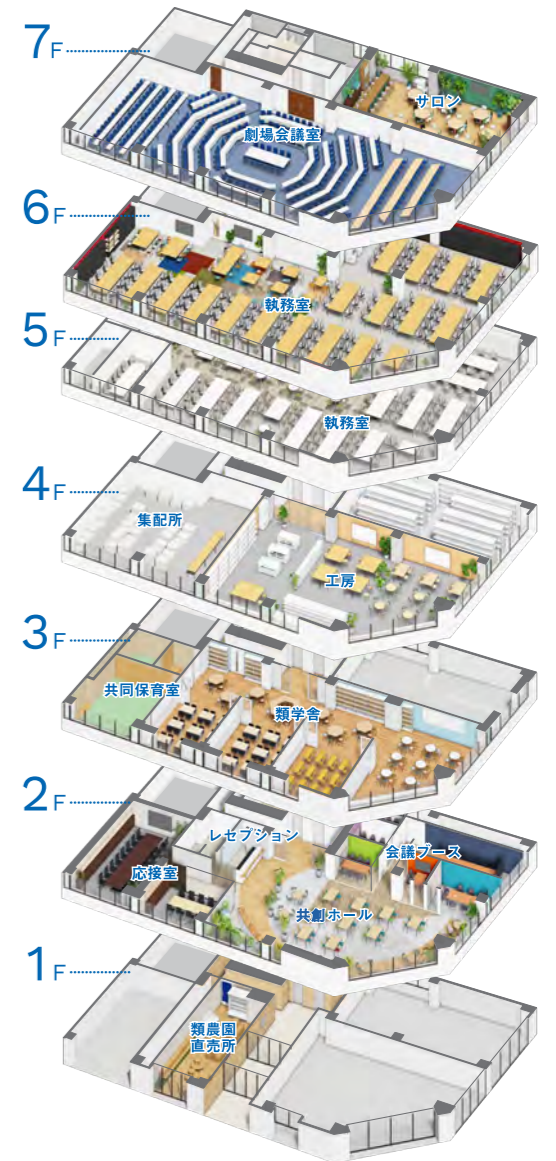 7F
サロン
劇場会議室
6F
執務室
5F
執務室
4F
集配所
工房
3F
共同保育室
類学舎
2F
レセプション
会議ブース
応接室
共創ホール
1F
類農園
直売所